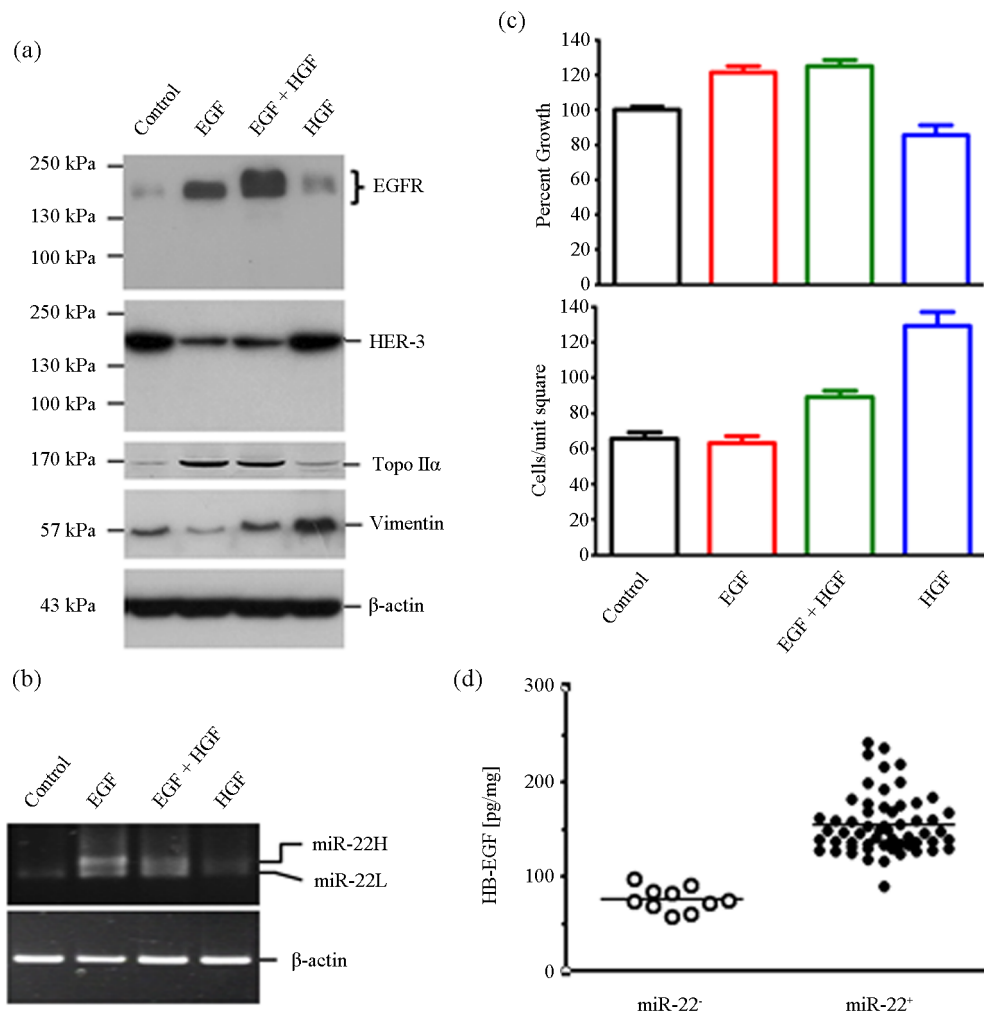 (a)
Control
EGF
EGF + HGF
HGF
250 kPa
130 kPa
100 kPa
EGFR
250 kPa
130 kPa
100 kPa
HER-3
170 kPa
Topo IIα
57 kPa
Vimentin
43 kPa
β-actin
(b)
Control
EGF
EGF + HGF
HGF
miR-22H
miR-22L
β-actin
(c)
Percent Growth
140
120
100
80
60
40
20
0
Cells/unit square
140
120
100
80
60
40
20
0
Control
EGF
EGF + HGF
HGF
(d)
HB-EGF [pg/mg]
300
200
100
0
miR-22⁻
miR-22⁺